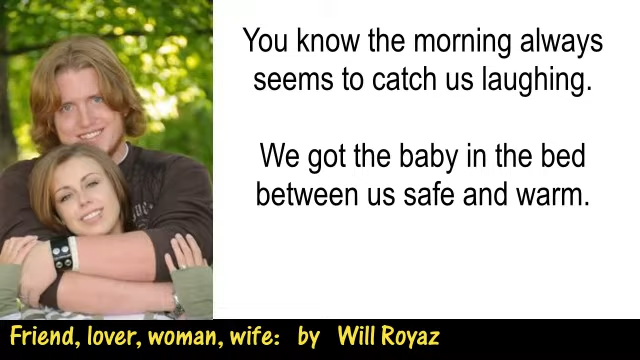 You know the morning always
seems to catch us laughing.
We got the baby in the bed
between us safe and warm.
Friend, lover, woman, wife: by Will Royaz